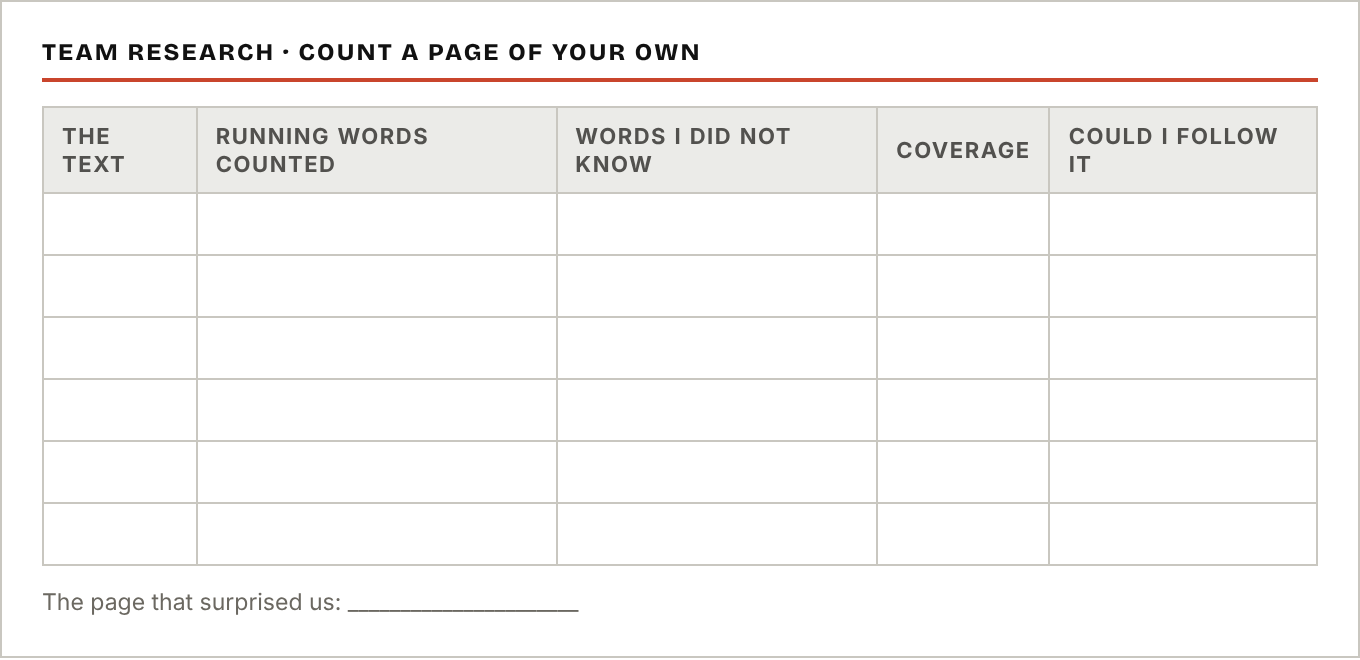 TEAM RESEARCH · COUNT A PAGE OF YOUR OWN
THE TEXT
RUNNING WORDS COUNTED
WORDS I DID NOT KNOW
COVERAGE
COULD I FOLLOW IT
The page that surprised us: ____________________